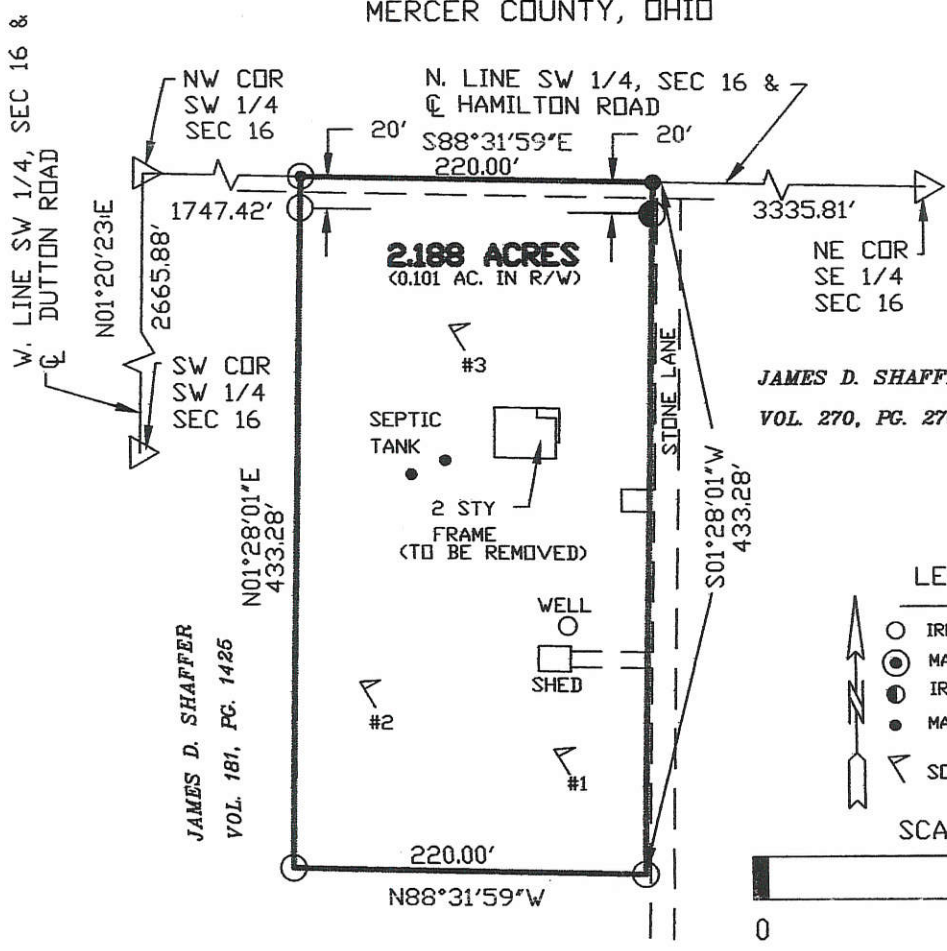 MERCER COUNTY, OHIO
W. LINE SW 1/4, SEC 16 &
℄ DUTTON ROAD
NW COR
SW 1/4
SEC 16
N. LINE SW 1/4, SEC 16 &
℄ HAMILTON ROAD
20'
S88°31'59"E
20'
220.00'
1747.42'
3335.81'
N01°20'23"E
2665.88'
2.188 ACRES
(0.101 AC. IN R/W)
NE COR
SE 1/4
SEC 16
#3
SW COR
SW 1/4
SEC 16
STONE LANE
JAMES D.
VOL. 270, PG.
SEPTIC
TANK
2 STY
FRAME
(TO BE REMOVED)
N01°28'01"E
433.28'
S01°28'01"W
433.28'
WELL
SHED
JAMES D. SHAFFER
VOL. 181, PG. 1425
#2
#1
220.00'
N88°31'59"W
N
0